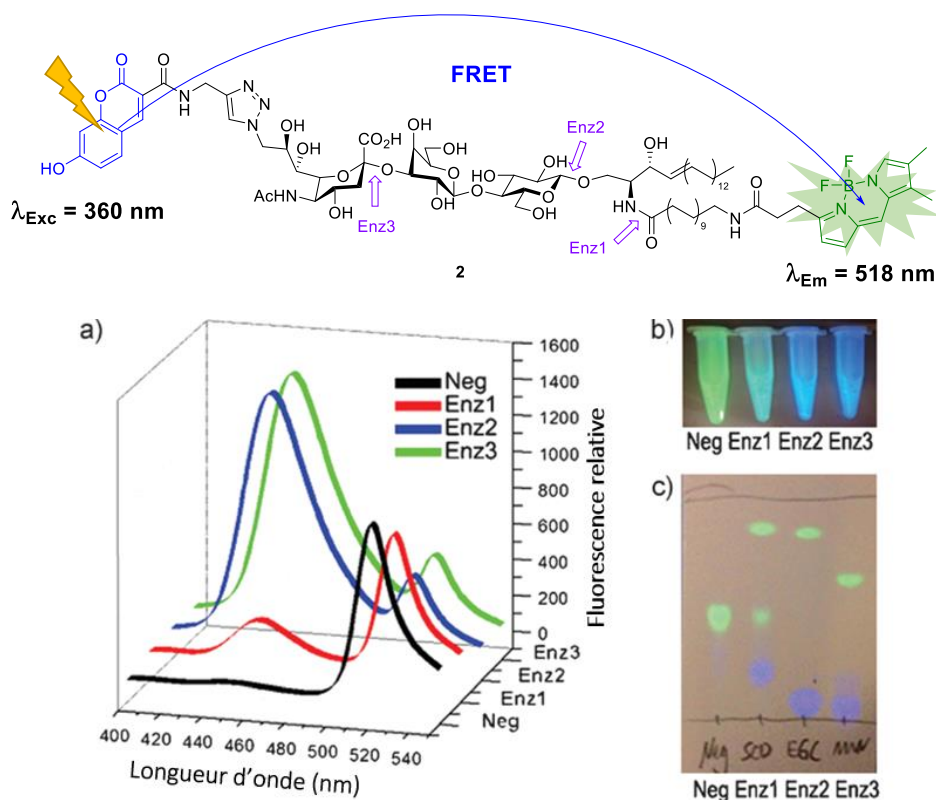 FRET
O
O
O
N
H
N
N
N
HO
OH
OH
CO₂H
O
AcHN
OH
O
OH
OH
O
OH
O
HO
OH
O
OH
O
Enz2
OH
12
HN
O
9
N
H
O
F
F
B
N
N
λExc = 360 nm
Enz3
Enz1
λEm = 518 nm
2
a)
Neg
Enz1
Enz2
Enz3
1600
1400
1200
1000
800
600
400
200
0
Fluorescence relative
Enz3
Enz2
Enz1
Neg
400 420 440 460 480 500 520 540
Longueur d’onde (nm)
b)
Neg Enz1 Enz2 Enz3
c)
Neg SCD EGC
Neg Enz1 Enz2 Enz3